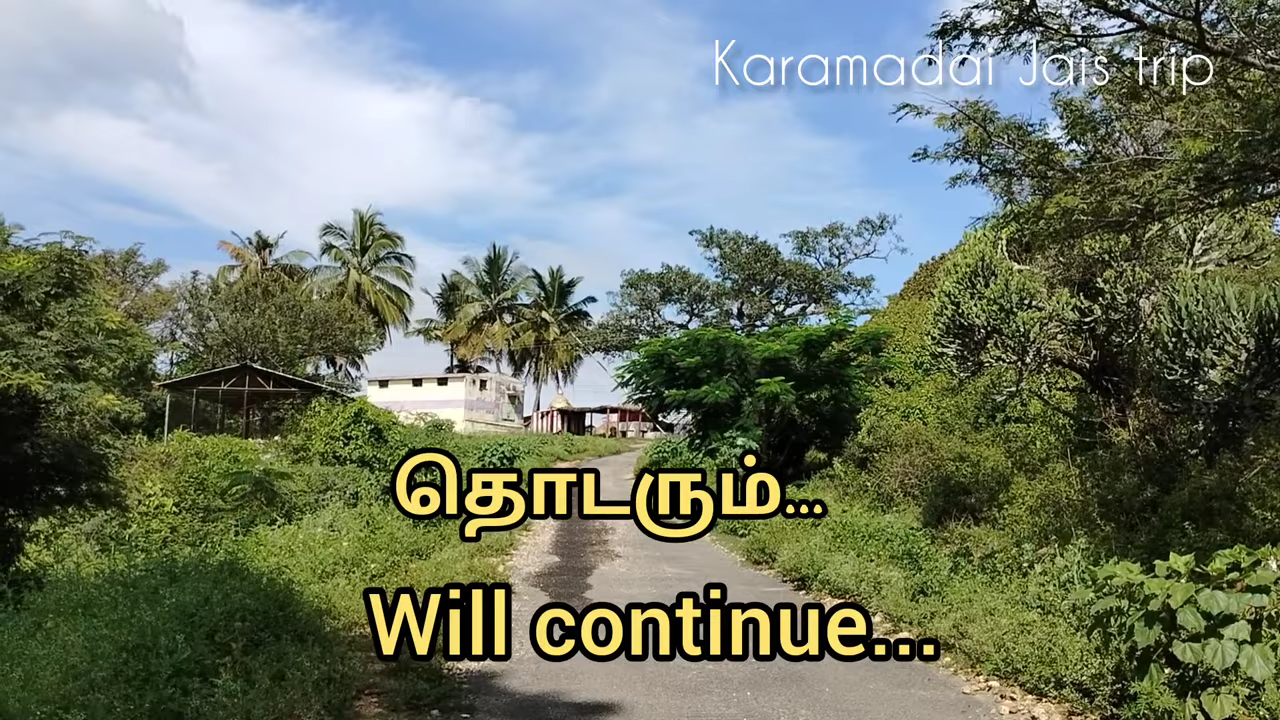 Karamadai Jais trip
தொடரும்...
Will continue...